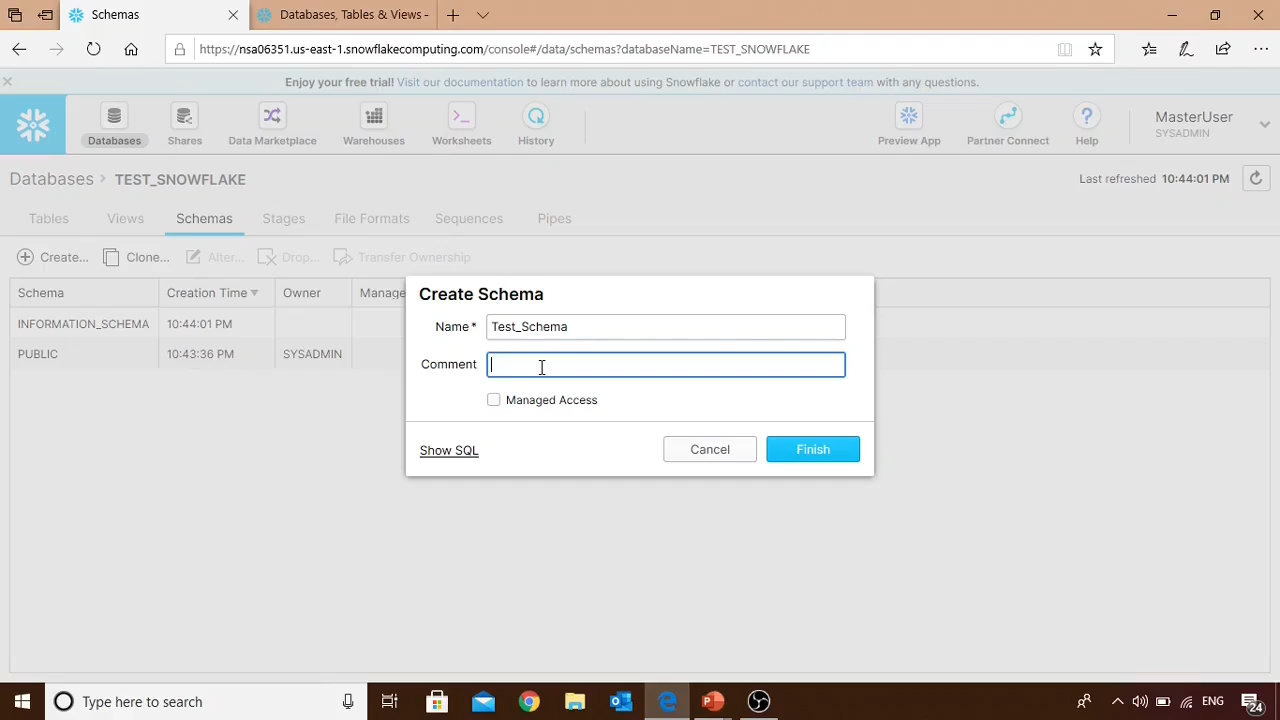 Schemas
Databases, Tables & Views -
https://nsa06351.us-east-1.snowflakecomputing.com/console#/data/schemas?databaseName=TEST_SNOWFLAKE
Enjoy your free trial! Visit our documentation to learn more about using Snowflake or contact our support team with any questions.
Databases
Shares
Data Marketplace
Warehouses
Worksheets
History
Preview App
Partner Connect
Help
MasterUser
SYSADMIN
Databases > TEST_SNOWFLAKE
Last refreshed 10:44:01 PM
Tables Views Schemas Stages File Formats Sequences Pipes
Create... Clone... Alter... Drop... Transfer Ownership
Schema Creation Time Owner Manage
INFORMATION_SCHEMA 10:44:01 PM
PUBLIC 10:43:36 PM SYSADMIN
Create Schema
Name* Test_Schema
Comment
Managed Access
Show SQL Cancel Finish
Type here to search
ENG
24